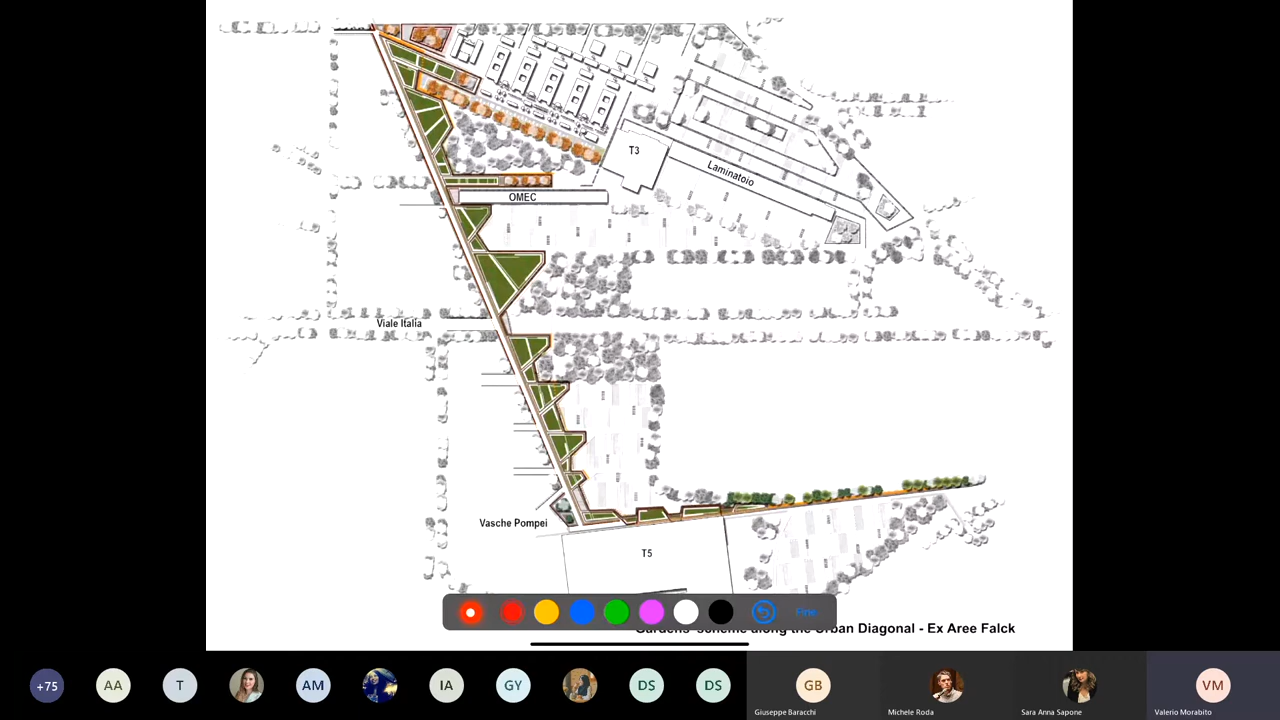 T3
Laminatoio
OMEC
Viale Italia
Vasche Pompei
T5
Fine
Gardens' scheme along the Urban Diagonal - Ex Aree Falck
+75
AA
T
AM
IA
GY
DS
DS
GB
Giuseppe Baracchi
Michele Roda
Sara Anna Sapone
VM
Valerio Morabito